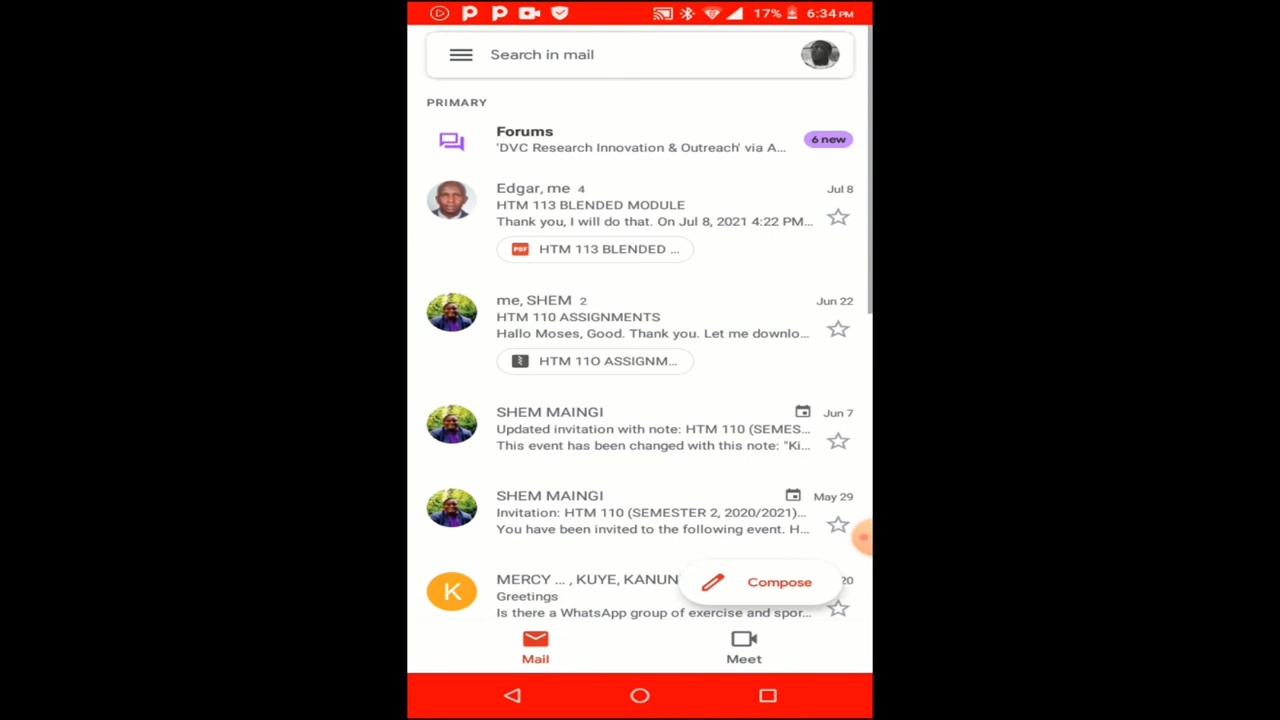 17% 6:34 PM
Search in mail
PRIMARY
Forums
'DVC Research Innovation & Outreach' via A...
6 new
Edgar, me 4
Jul 8
HTM 113 BLENDED MODULE
Thank you, I will do that. On Jul 8, 2021 4:22 PM...
PDF HTM 113 BLENDED ...
me, SHEM 2
Jun 22
HTM 110 ASSIGNMENTS
Hallo Moses, Good. Thank you. Let me downlo...
HTM 11O ASSIGNM...
SHEM MAINGI
Jun 7
Updated invitation with note: HTM 110 (SEMES...
This event has been changed with this note: "Ki...
SHEM MAINGI
May 29
Invitation: HTM 110 (SEMESTER 2, 2020/2021)...
You have been invited to the following event. H...
K
MERCY ... , KUYE, KANUN
20
Greetings
Is there a WhatsApp group of exercise and spor...
Compose
Mail
Meet